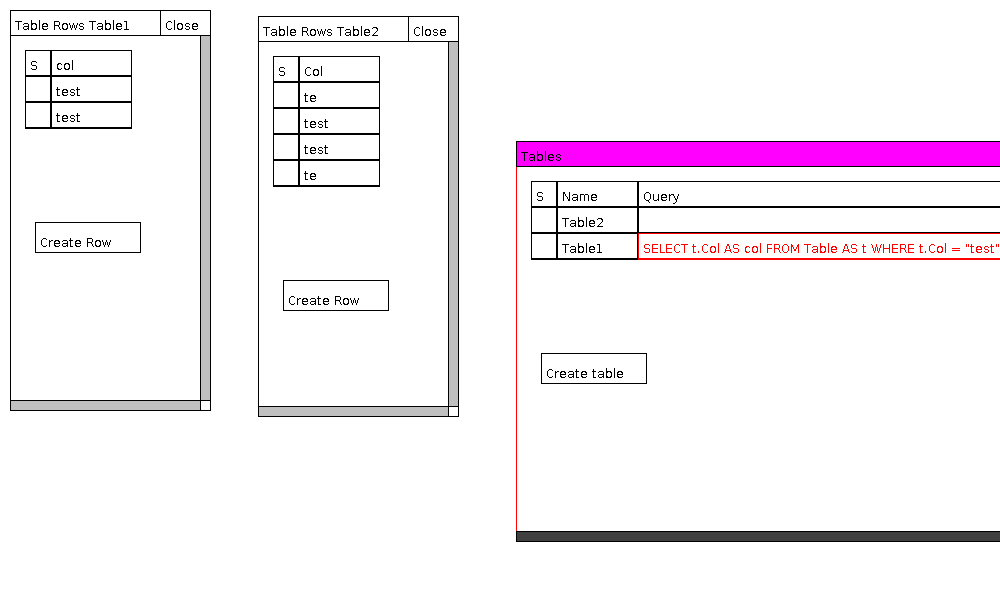 Table Rows Table1 Close
S col
test
test
Create Row
Table Rows Table2 Close
S Col
te
test
test
te
Create Row
Tables
S Name Query
Table2
Table1 SELECT t.Col AS col FROM Table AS t WHERE t.Col = "test"
Create table